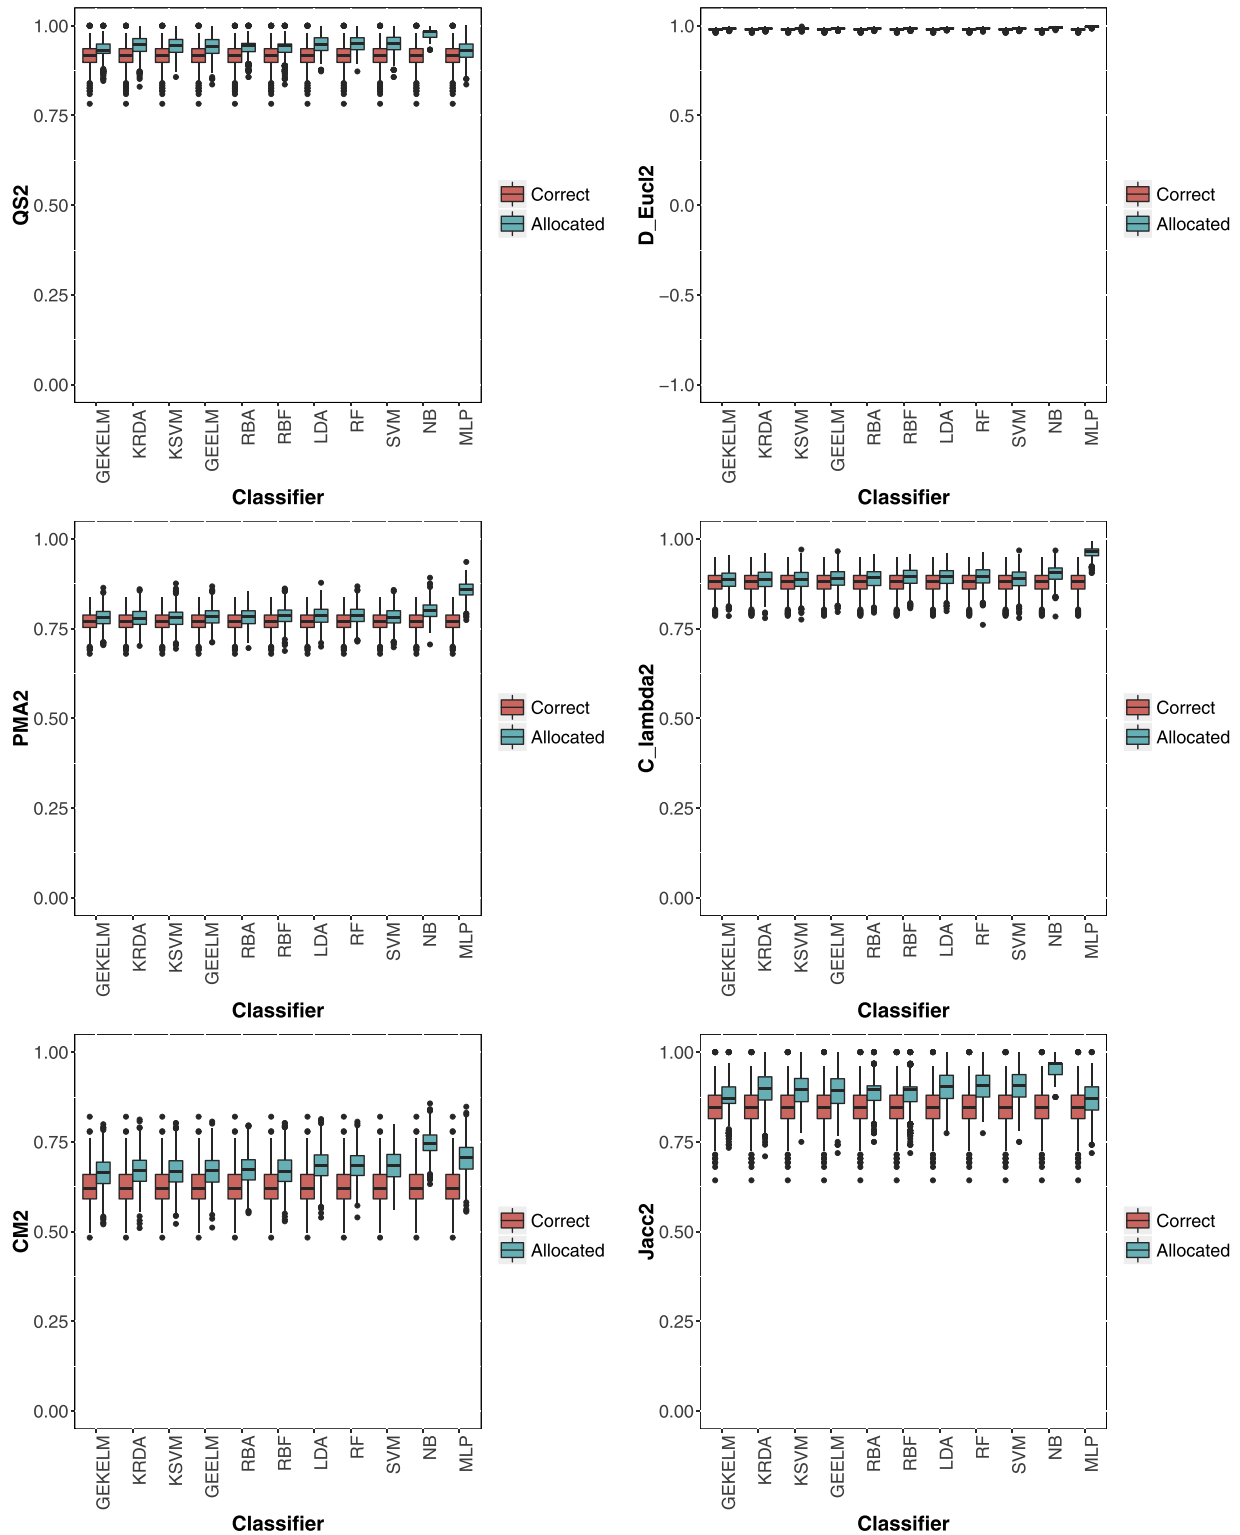 QS2
1.00
0.75
0.50
0.25
0.00
GEKELM
KRDA
KSVM
GEELM
RBA
RBF
LDA
RF
SVM
NB
MLP
Classifier
Correct
Allocated
D_Eucl2
1.0
0.5
0.0
−0.5
−1.0
GEKELM
KRDA
KSVM
GEELM
RBA
RBF
LDA
RF
SVM
NB
MLP
Classifier
Correct
Allocated
PMA2
1.00
0.75
0.50
0.25
0.00
GEKELM
KRDA
KSVM
GEELM
RBA
RBF
LDA
RF
SVM
NB
MLP
Classifier
Correct
Allocated
C_lambda2
1.00
0.75
0.50
0.25
0.00
GEKELM
KRDA
KSVM
GEELM
RBA
RBF
LDA
RF
SVM
NB
MLP
Classifier
Correct
Allocated
CM2
1.00
0.75
0.50
0.25
0.00
GEKELM
KRDA
KSVM
GEELM
RBA
RBF
LDA
RF
SVM
NB
MLP
Classifier
Correct
Allocated
Jacc2
1.00
0.75
0.50
0.25
0.00
GEKELM
KRDA
KSVM
GEELM
RBA
RBF
LDA
RF
SVM
NB
MLP
Classifier
Correct
Allocated